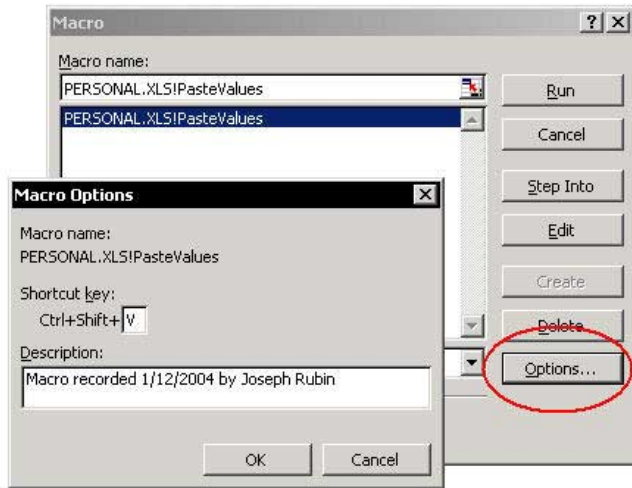 Macro
Macro name:
PERSONAL.XLS!PasteValues
PERSONAL.XLS!PasteValues
Run
Cancel
Step Into
Edit
Create
Delete
Options...
Macro Options
Macro name:
PERSONAL.XLS!PasteValues
Shortcut key:
Ctrl+Shift+ V
Description:
Macro recorded 1/12/2004 by Joseph Rubin
OK
Cancel